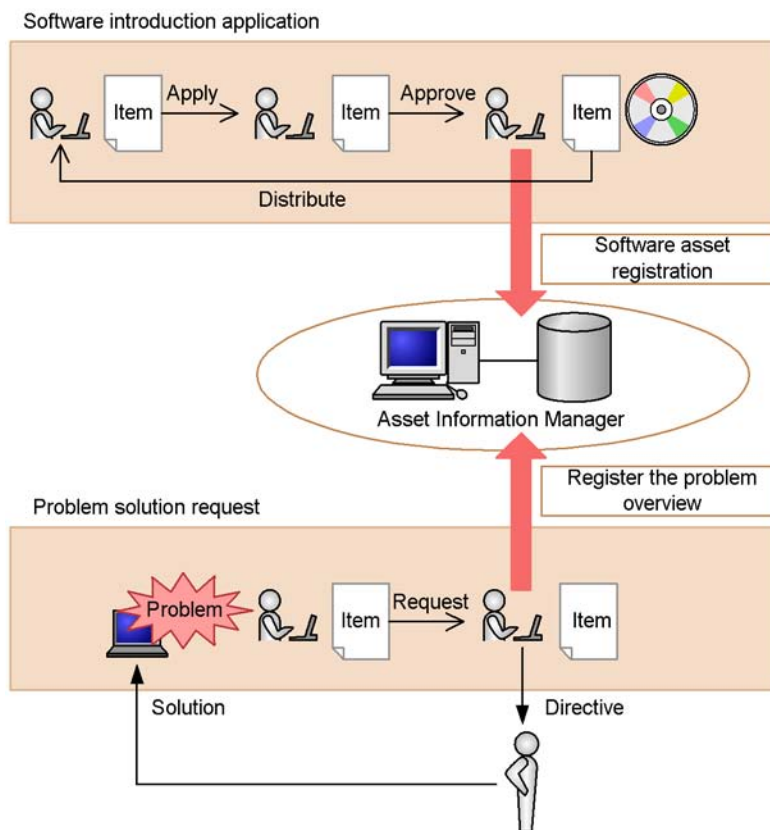 Software introduction application
Item
Apply
Item
Approve
Item
Distribute
Software asset
registration
Asset Information Manager
Register the problem
overview
Problem solution request
Problem
Item
Request
Item
Solution
Directive